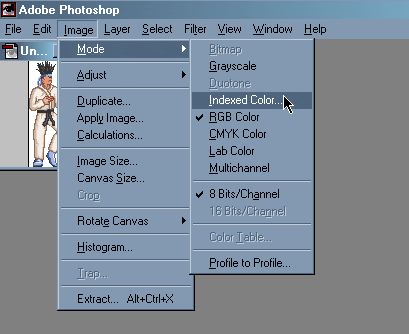 Adobe Photoshop
File Edit Image Layer Select Filter View Window Help
Un...
Mode
Adjust
Duplicate...
Apply Image...
Calculations...
Image Size...
Canvas Size...
Crop
Rotate Canvas
Histogram...
Trap...
Extract... Alt+Ctrl+X
Bitmap
Grayscale
Duotone
Indexed Color...
RGB Color
CMYK Color
Lab Color
Multichannel
8 Bits/Channel
16 Bits/Channel
Color Table...
Profile to Profile...